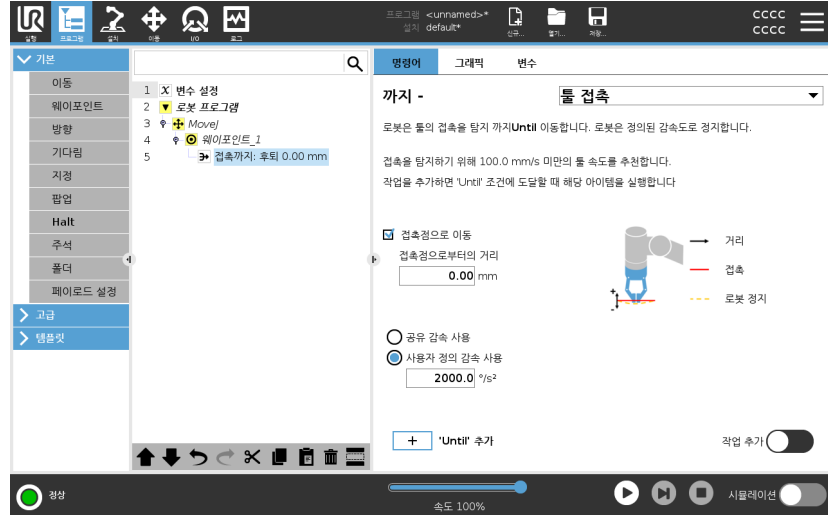 UR
실행
프로그램
설치
이동
I/O
로그
프로그램 <unnamed>*
설치 default*
신규...
열기...
저장...
cccc
cccc
기본
이동
웨이포인트
방향
기다림
지정
팝업
Halt
주석
폴더
페이로드 설정
고급
템플릿
1 x 변수 설정
2 로봇 프로그램
3 MoveJ
4 웨이포인트_1
5 접촉까지: 후퇴 0.00 mm
명령어 그래픽 변수
까지 - 툴 접촉
로봇은 툴의 접촉을 탐지 까지Until 이동합니다. 로봇은 정의된 감속도로 정지합니다.
접촉을 탐지하기 위해 100.0 mm/s 미만의 툴 속도를 추천합니다.
작업을 추가하면 'Until' 조건에 도달할 때 해당 아이템을 실행합니다
접촉점으로 이동
접촉점으로부터의 거리
0.00 mm
+
-
거리
접촉
로봇 정지
공유 감속 사용
사용자 정의 감속 사용
2000.0 °/s²
+ 'Until' 추가
작업 추가
정상
속도 100%
시뮬레이션